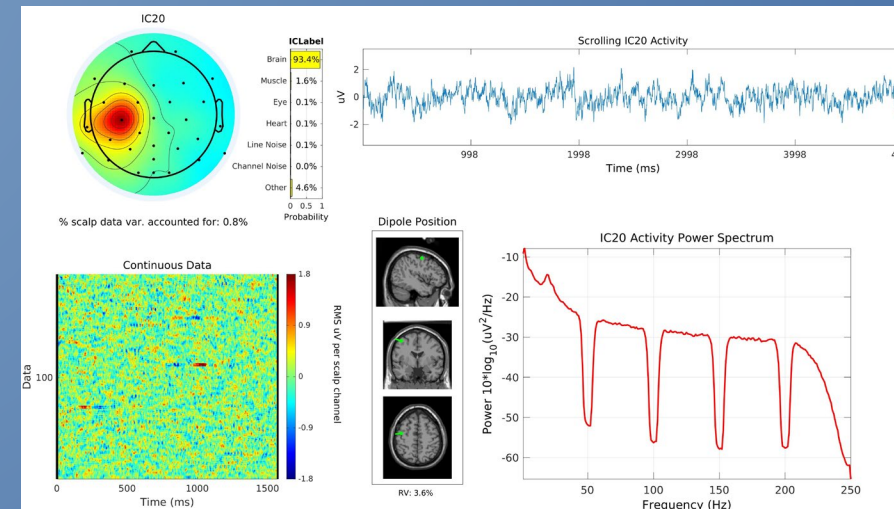 IC20
ICLabel
Brain 93.4%
Muscle 1.6%
Eye 0.1%
Heart 0.1%
Line Noise 0.1%
Channel Noise 0.0%
Other 4.6%
0 0.5 1
Probability
% scalp data var. accounted for: 0.8%
Scrolling IC20 Activity
uV
2
0
-2
998 1998 2998 3998
Time (ms)
Continuous Data
Data
100
0 500 1000 1500
Time (ms)
1.8
0.9
0
-0.9
-1.8
RMS uV per scalp channel
Dipole Position
RV: 3.6%
IC20 Activity Power Spectrum
Power 10*log10(uV2/Hz)
-10
-20
-30
-40
-50
-60
50 100 150 200 250
Frequency (Hz)